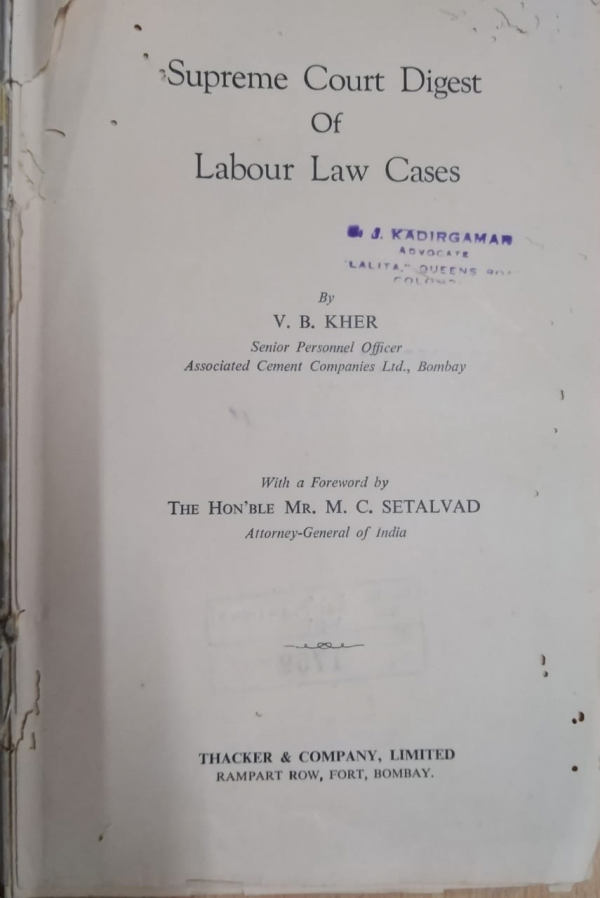 Supreme Court Digest
Of
Labour Law Cases
J. KADIRGAMAR
ADVOCATE
"LALITA," QUEENS
By
V. B. KHER
Senior Personnel Officer
Associated Cement Companies Ltd., Bombay
With a Foreword by
THE HON'BLE MR. M. C. SETALVAD
Attorney-General of India
THACKER & COMPANY, LIMITED
RAMPART ROW, FORT, BOMBAY.